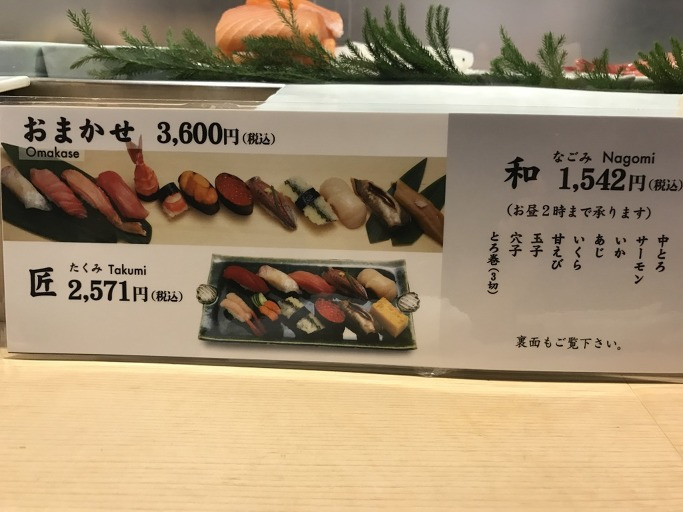 おまかせ 3,600円(税込)
Omakase
匠 たくみ Takumi
2,571円(税込)
和 なごみ Nagomi
1,542円(税込)
(お昼2時まで承ります)
中とろ
サーモン
いか
あじ
いくら
甘えび
玉子
穴子
とろ巻(3切)
裏面もご覧下さい。